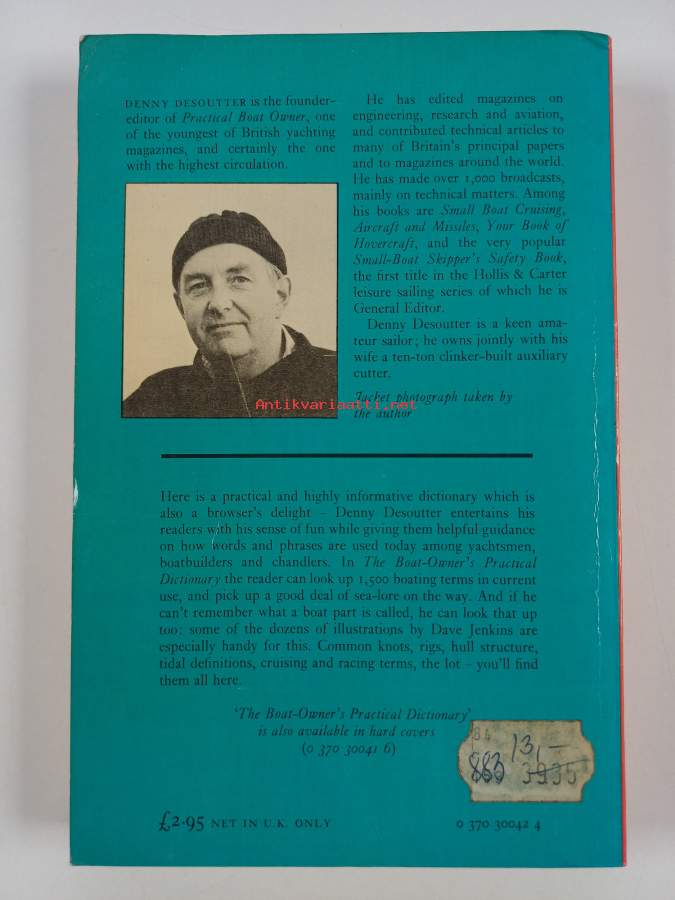 DENNY DESOUTTER is the founder-
editor of Practical Boat Owner, one
of the youngest of British yachting
magazines, and certainly the one
with the highest circulation.
He has edited magazines on
engineering, research and aviation,
and contributed technical articles to
many of Britain's principal papers
and to magazines around the world.
He has made over 1,000 broadcasts,
mainly on technical matters. Among
his books are Small Boat Cruising,
Aircraft and Missiles, Your Book of
Hovercraft, and the very popular
Small-Boat Skipper's Safety Book,
the first title in the Hollis & Carter
leisure sailing series of which he is
General Editor.
Denny Desoutter is a keen ama-
teur sailor; he owns jointly with his
wife a ten-ton clinker-built auxiliary
cutter.
Jacket photograph taken by
the author
Antikvariaatti.net
Here is a practical and highly informative dictionary which is
also a browser's delight – Denny Desoutter entertains his
readers with his sense of fun while giving them helpful guidance
on how words and phrases are used today among yachtsmen,
boatbuilders and chandlers. In The Boat-Owner's Practical
Dictionary the reader can look up 1,500 boating terms in current
use, and pick up a good deal of sea-lore on the way. And if he
can't remember what a boat part is called, he can look that up
too: some of the dozens of illustrations by Dave Jenkins are
especially handy for this. Common knots, rigs, hull structure,
tidal definitions, cruising and racing terms, the lot – you'll find
them all here.
'The Boat-Owner's Practical Dictionary'
is also available in hard covers
(0 370 30041 6)
84
13,-
883 3935
£2.95 NET IN U.K. ONLY
0 370 30042 4